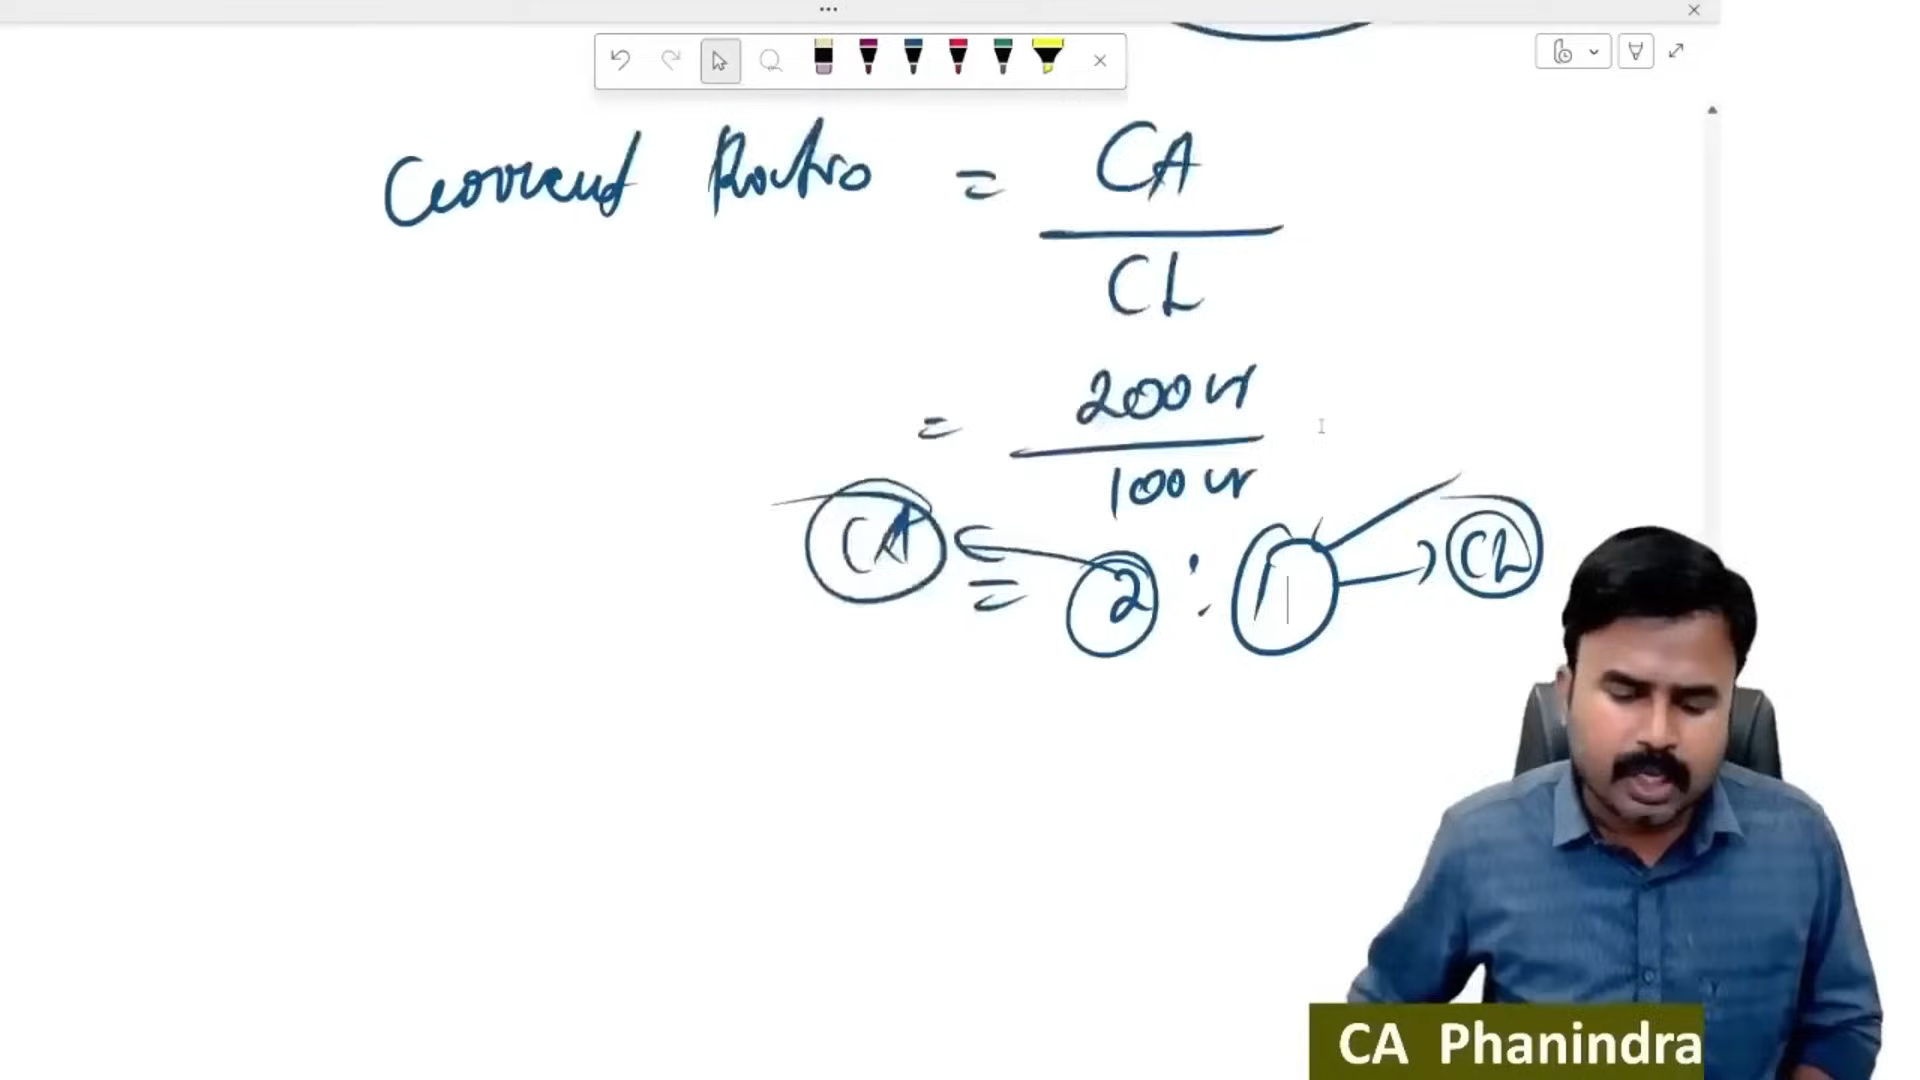 Current Ratio = CA
CL
= 200 cr
100 cr
CA = 2 : 1 CL
CA Phanindra